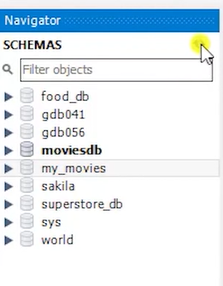 Navigator
SCHEMAS
Filter objects
food_db
gdb041
gdb056
moviesdb
my_movies
sakila
superstore_db
sys
world